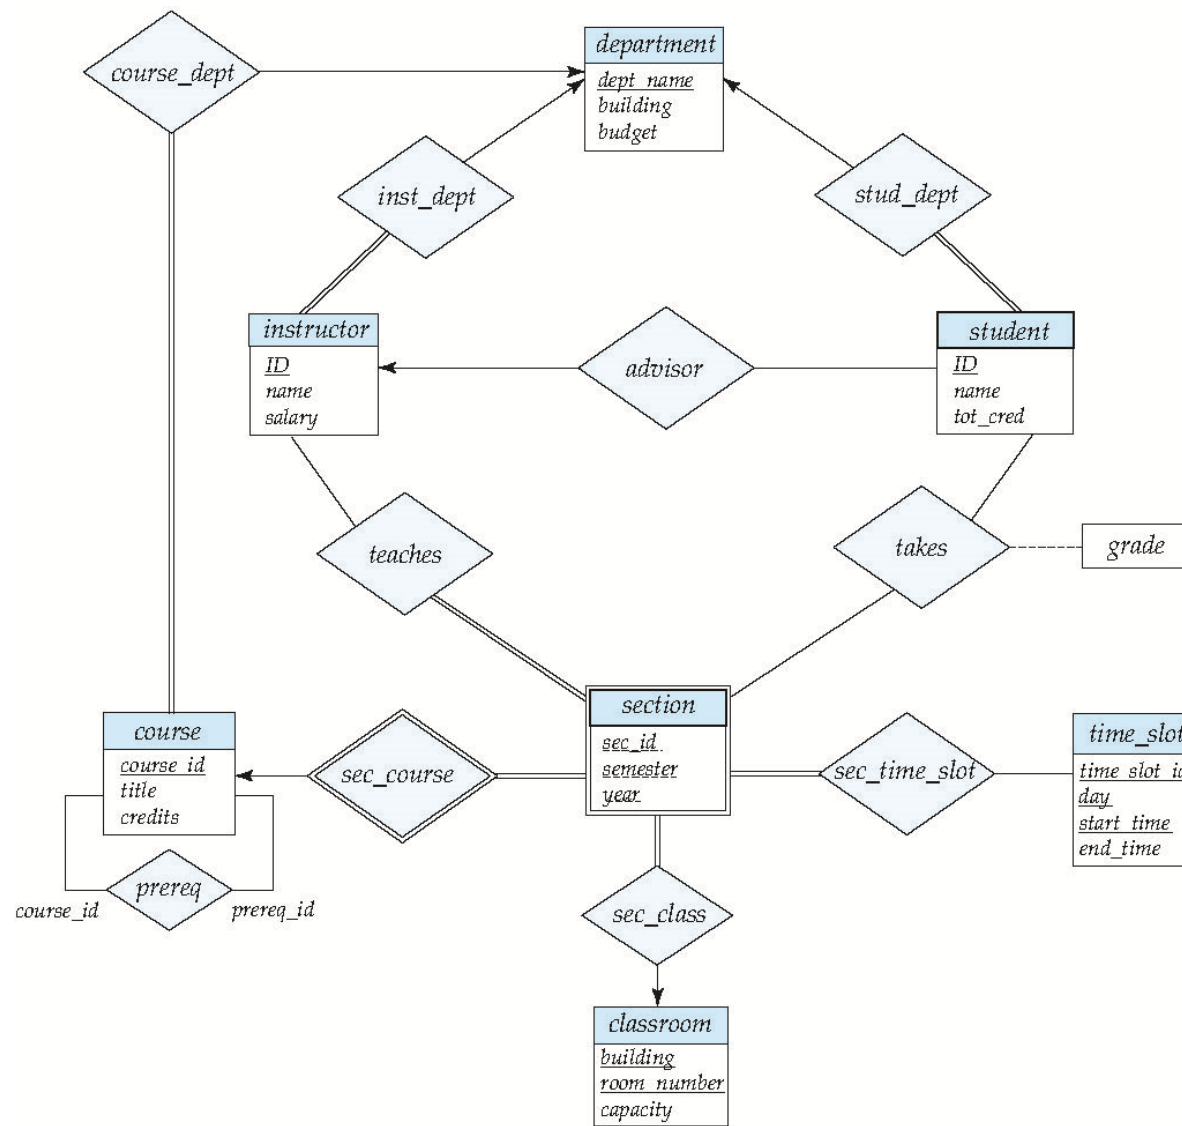 department
course_dept
dept_name
building
budget
inst_dept
stud_dept
instructor
ID
name
salary
advisor
student
ID
name
tot_cred
teaches
takes
grade
section
sec_id
semester
year
course
course_id
title
credits
sec_course
sec_time_slot
time_slot
time_slot_id
day
start_time
end_time
prereq
course_id
prereq_id
sec_class
classroom
building
room_number
capacity